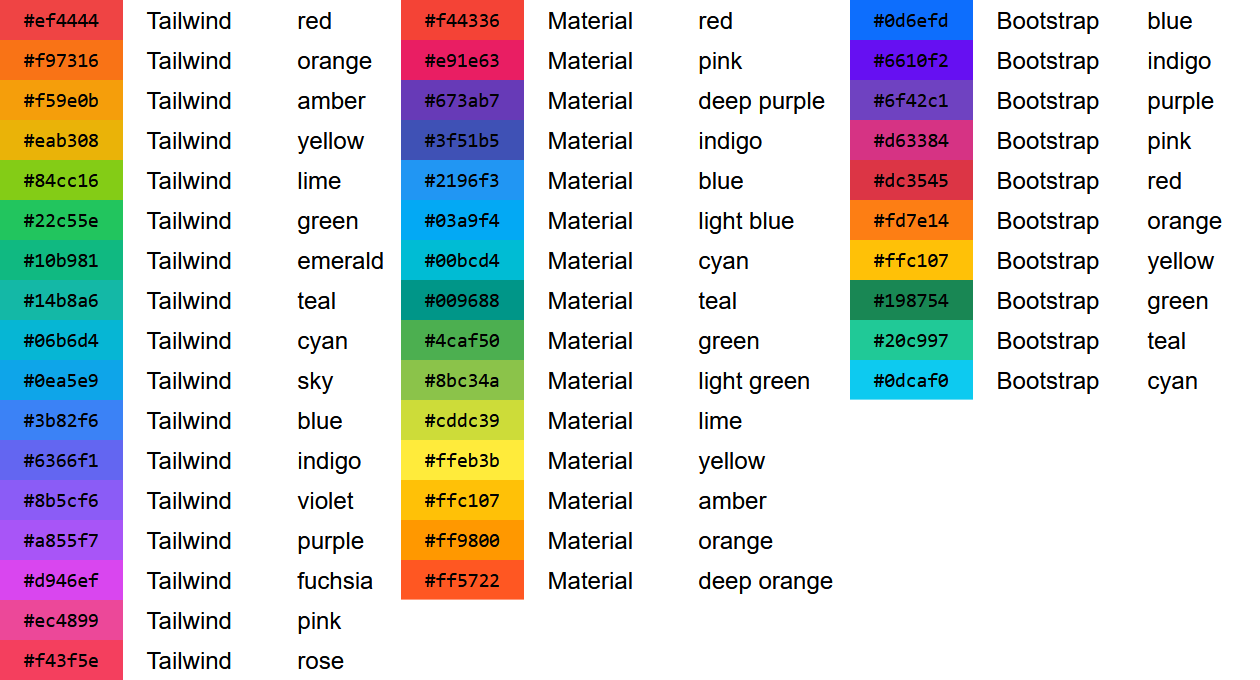 #ef4444 Tailwind red #f44336 Material red #0d6efd Bootstrap blue
#f97316 Tailwind orange #e91e63 Material pink #6610f2 Bootstrap indigo
#f59e0b Tailwind amber #673ab7 Material deep purple #6f42c1 Bootstrap purple
#eab308 Tailwind yellow #3f51b5 Material indigo #d63384 Bootstrap pink
#84cc16 Tailwind lime #2196f3 Material blue #dc3545 Bootstrap red
#22c55e Tailwind green #03a9f4 Material light blue #fd7e14 Bootstrap orange
#10b981 Tailwind emerald #00bcd4 Material cyan #ffc107 Bootstrap yellow
#14b8a6 Tailwind teal #009688 Material teal #198754 Bootstrap green
#06b6d4 Tailwind cyan #4caf50 Material green #20c997 Bootstrap teal
#0ea5e9 Tailwind sky #8bc34a Material light green #0dcaf0 Bootstrap cyan
#3b82f6 Tailwind blue #cddc39 Material lime
#6366f1 Tailwind indigo #ffeb3b Material yellow
#8b5cf6 Tailwind violet #ffc107 Material amber
#a855f7 Tailwind purple #ff9800 Material orange
#d946ef Tailwind fuchsia #ff5722 Material deep orange
#ec4899 Tailwind pink
#f43f5e Tailwind rose